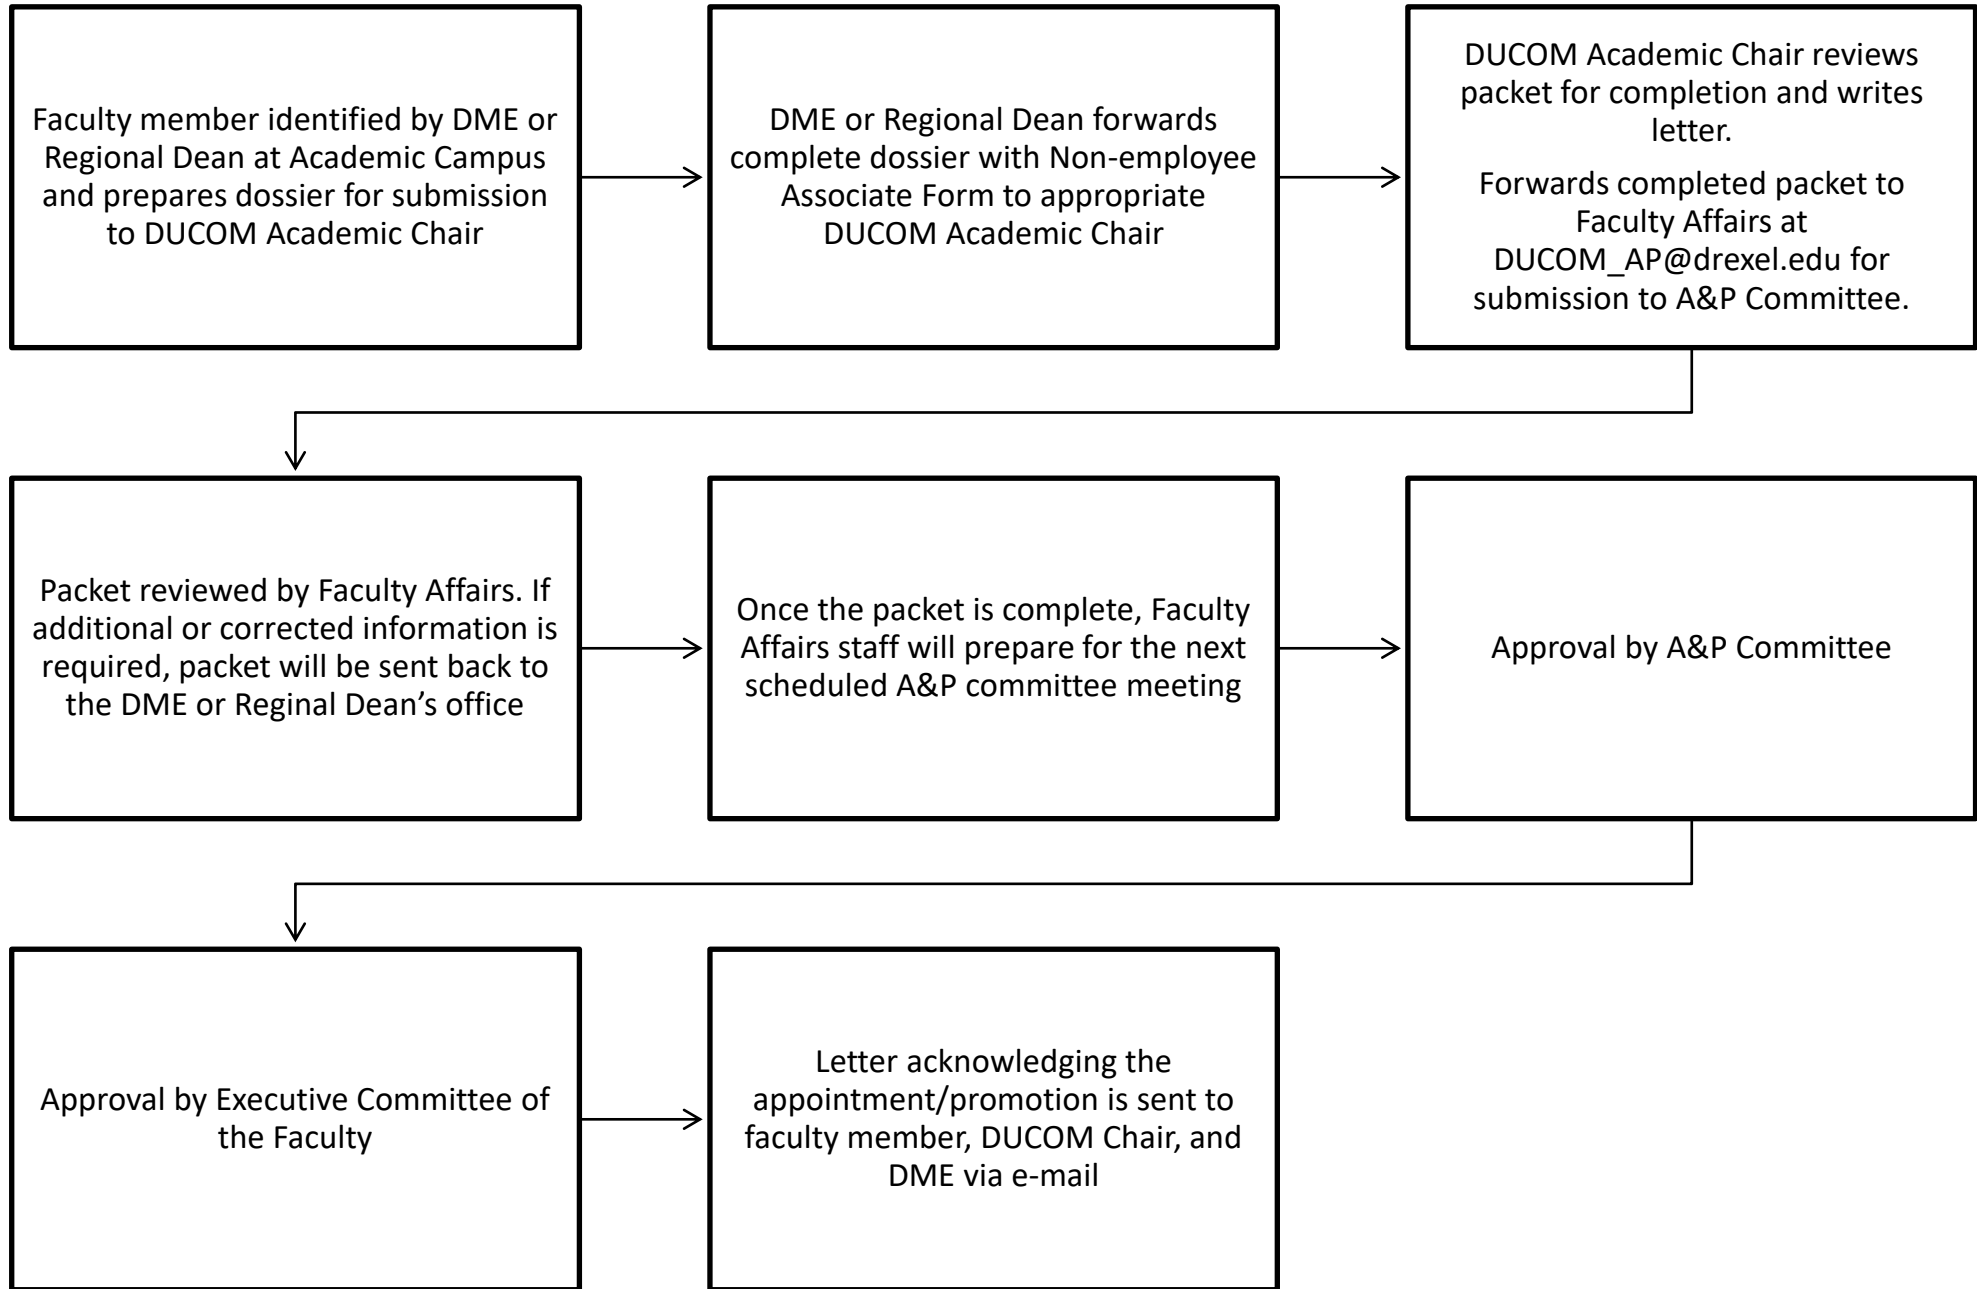 Faculty member identified by DME or
Regional Dean at Academic Campus
and prepares dossier for submission
to DUCOM Academic Chair
DME or Regional Dean forwards
complete dossier with Non-employee
Associate Form to appropriate
DUCOM Academic Chair
DUCOM Academic Chair reviews
packet for completion and writes
letter.
Forwards completed packet to
Faculty Affairs at
DUCOM_AP@drexel.edu for
submission to A&P Committee.
Packet reviewed by Faculty Affairs. If
additional or corrected information is
required, packet will be sent back to
the DME or Reginal Dean’s office
Once the packet is complete, Faculty
Affairs staff will prepare for the next
scheduled A&P committee meeting
Approval by A&P Committee
Approval by Executive Committee of
the Faculty
Letter acknowledging the
appointment/promotion is sent to
faculty member, DUCOM Chair, and
DME via e-mail